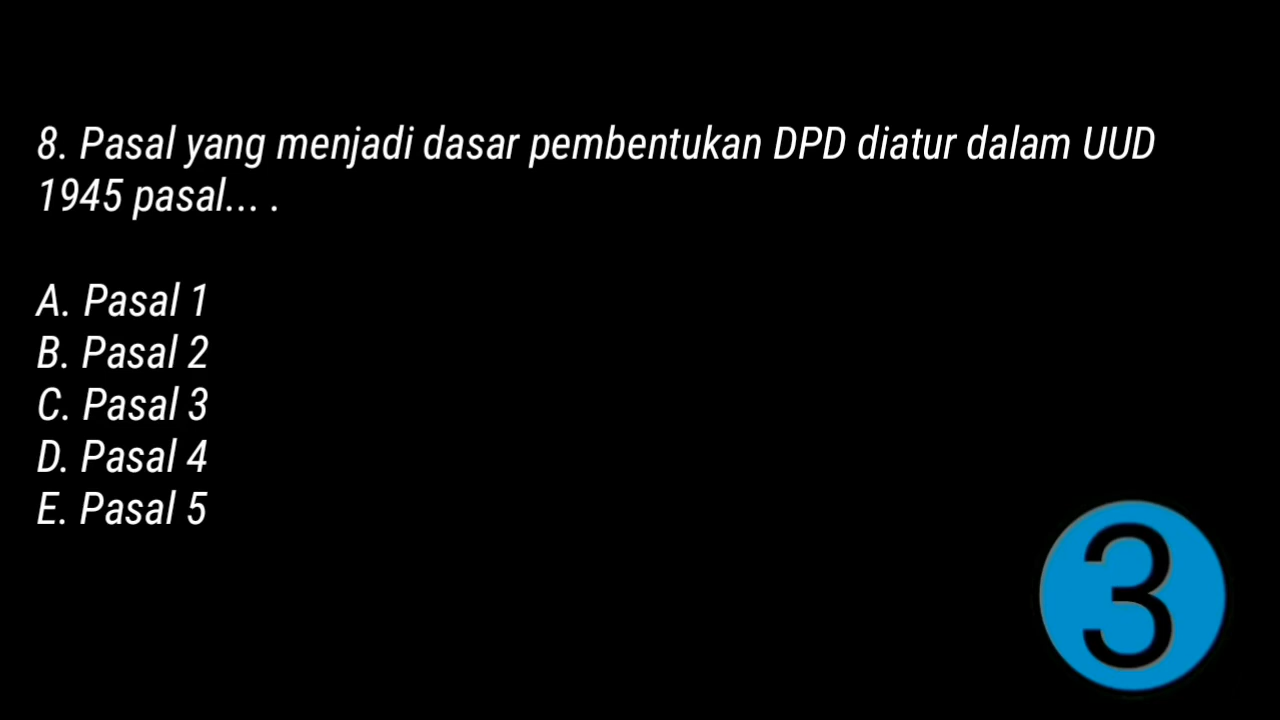 8. Pasal yang menjadi dasar pembentukan DPD diatur dalam UUD
1945 pasal... .
A. Pasal 1
B. Pasal 2
C. Pasal 3
D. Pasal 4
E. Pasal 5
3